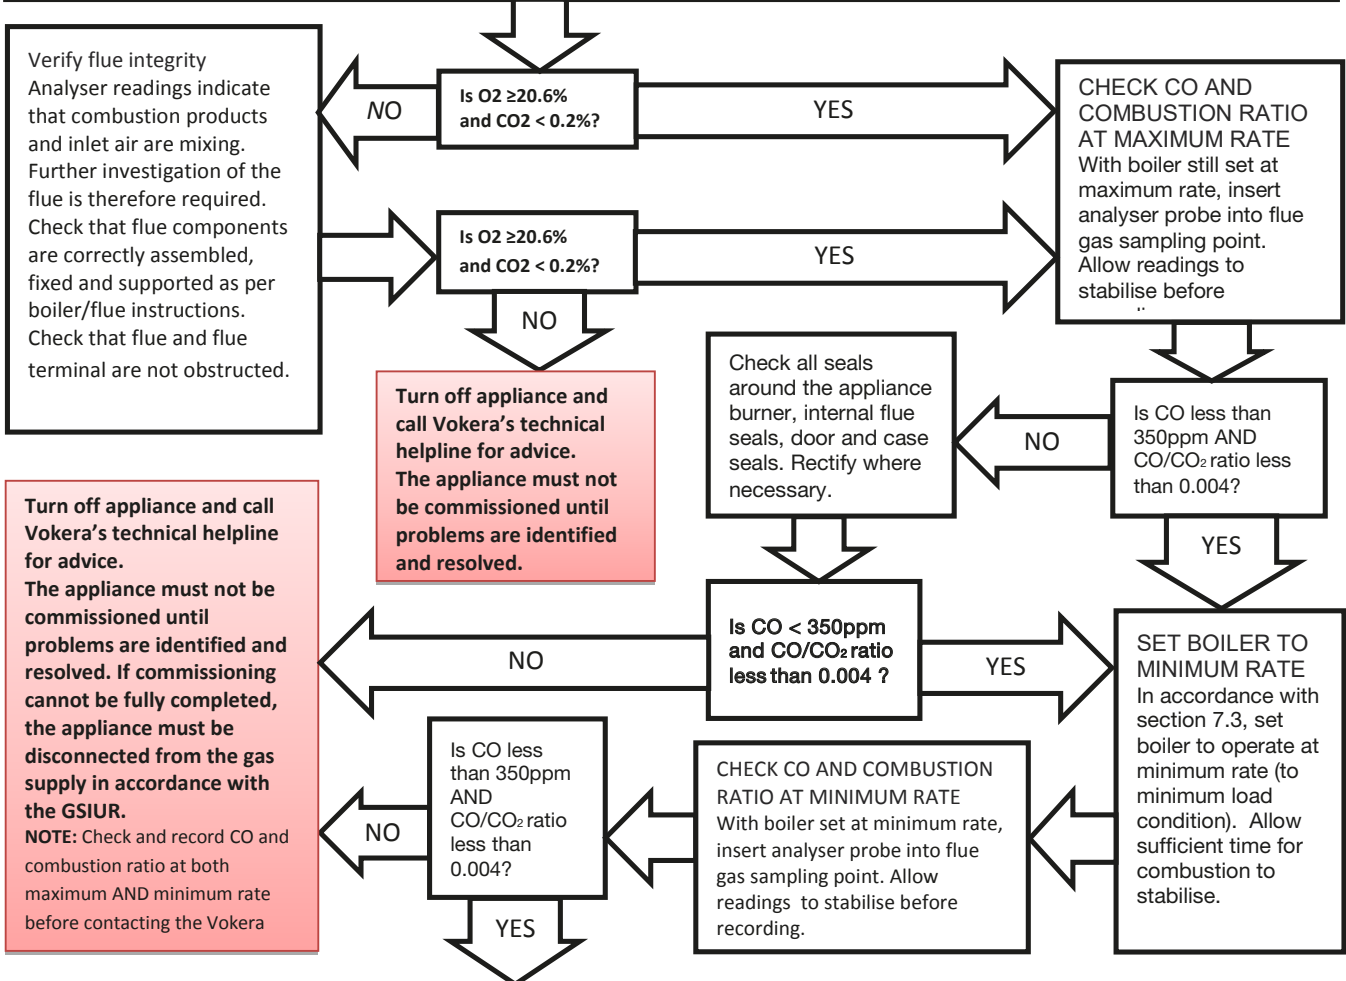 Verify flue integrity
Analyser readings indicate
that combustion products
and inlet air are mixing.
Further investigation of the
flue is therefore required.
Check that flue components
are correctly assembled,
fixed and supported as per
boiler/flue instructions.
Check that flue and flue
terminal are not obstructed.
NO
Is O2 ≥20.6%
and CO2 < 0.2%?
YES
CHECK CO AND
COMBUSTION RATIO
AT MAXIMUM RATE
With boiler still set at
maximum rate, insert
analyser probe into flue
gas sampling point.
Allow readings to
stabilise before
Is O2 ≥20.6%
and CO2 < 0.2%?
YES
NO
Turn off appliance and
call Vokera’s technical
helpline for advice.
The appliance must not
be commissioned until
problems are identified
and resolved.
Check all seals
around the appliance
burner, internal flue
seals, door and case
seals. Rectify where
necessary.
NO
Is CO less than
350ppm AND
CO/CO₂ ratio less
than 0.004?
YES
Turn off appliance and call
Vokera’s technical helpline
for advice.
The appliance must not be
commissioned until
problems are identified and
resolved. If commissioning
cannot be fully completed,
the appliance must be
disconnected from the gas
supply in accordance with
the GSIUR.
NOTE: Check and record CO and
combustion ratio at both
maximum AND minimum rate
before contacting the Vokera
NO
Is CO < 350ppm
and CO/CO₂ ratio
less than 0.004 ?
YES
SET BOILER TO
MINIMUM RATE
In accordance with
section 7.3, set
boiler to operate at
minimum rate (to
minimum load
condition). Allow
sufficient time for
combustion to
stabilise.
CHECK CO AND COMBUSTION
RATIO AT MINIMUM RATE
With boiler set at minimum rate,
insert analyser probe into flue
gas sampling point. Allow
readings to stabilise before
recording.
Is CO less
than 350ppm
AND
CO/CO₂ ratio
less than
0.004?
NO
YES